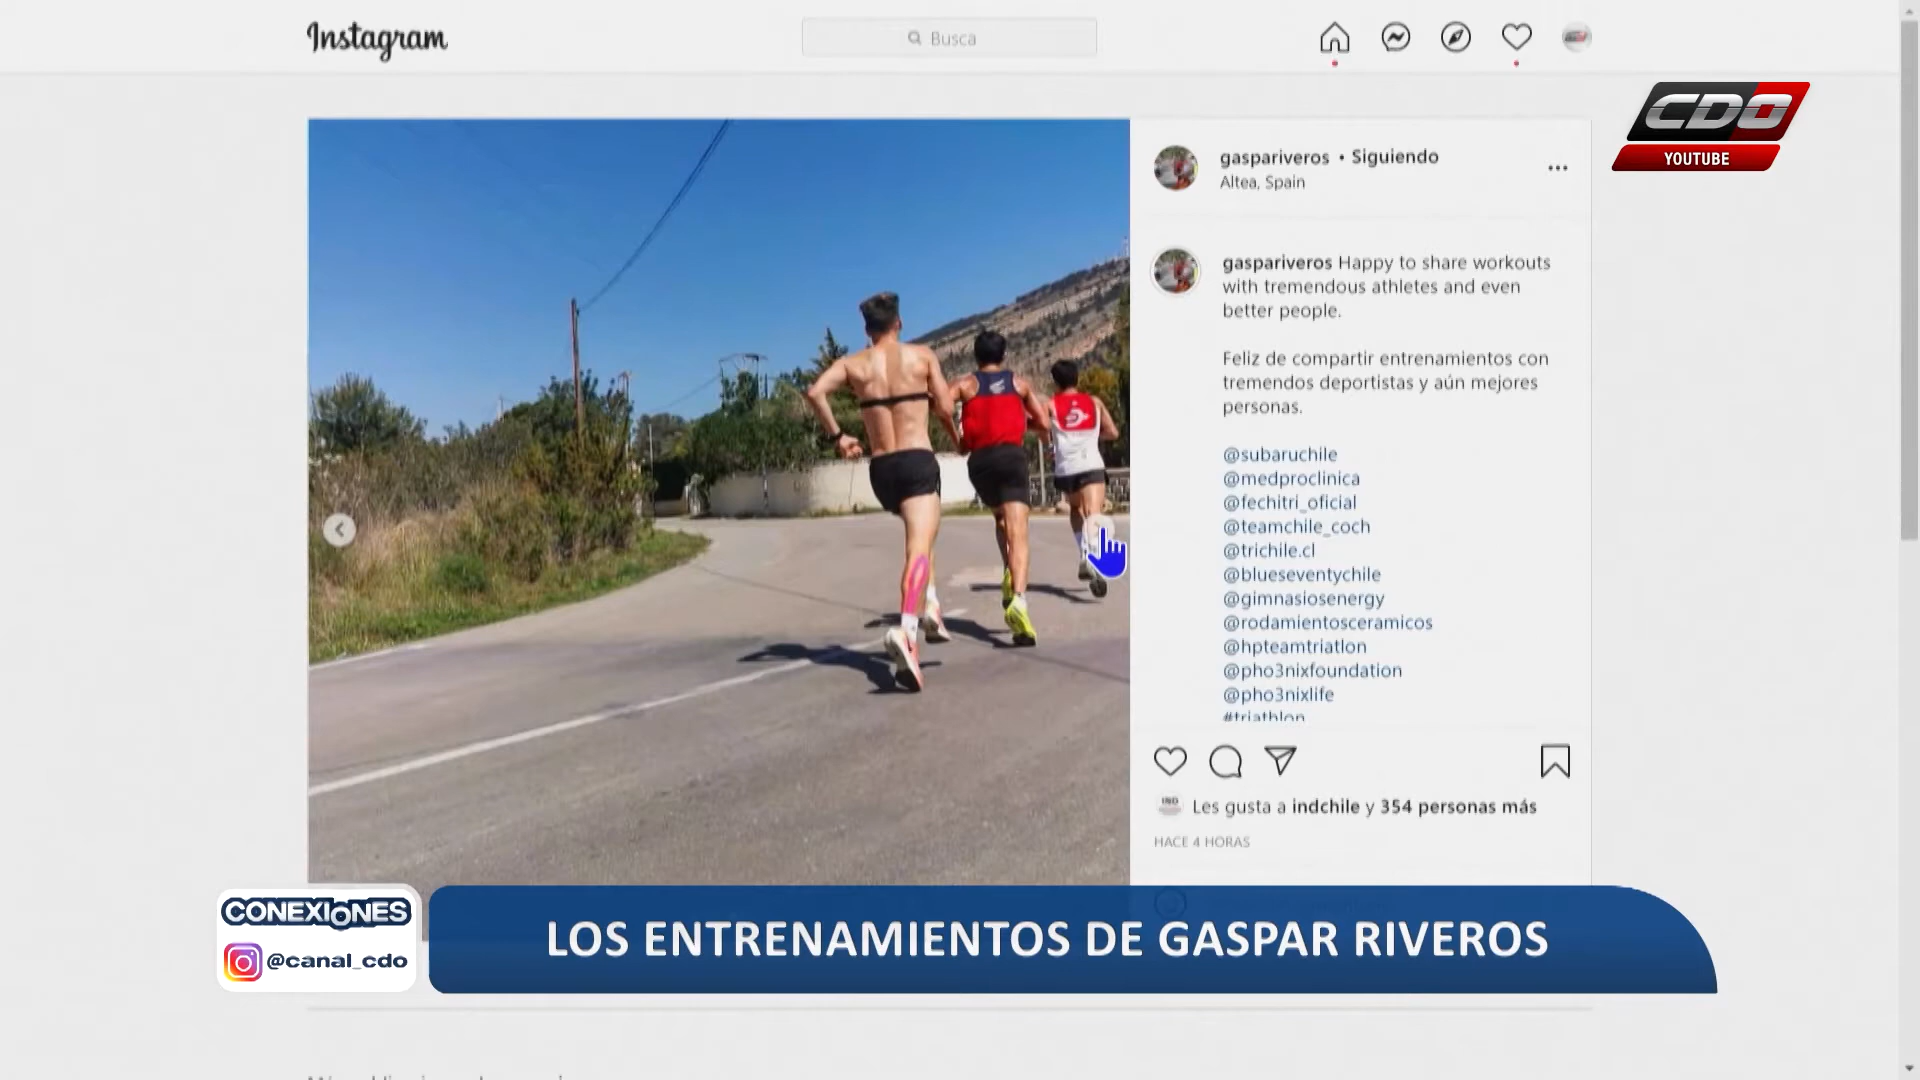 Instagram
Busca
CDO
YOUTUBE
gaspariveros • Siguiendo
Altea, Spain
gaspariveros Happy to share workouts
with tremendous athletes and even
better people.
Feliz de compartir entrenamientos con
tremendos deportistas y aún mejores
personas.
@subaruchile
@medproclinica
@fechitri_oficial
@teamchile_coch
@trichile.cl
@blueseventychile
@gimnasiosenergy
@rodamientosceramicos
@hpteamtriatlon
@pho3nixfoundation
@pho3nixlife
#triathlon
IND
Les gusta a indchile y 354 personas más
HACE 4 HORAS
CONEXIONES
@canal_cdo
LOS ENTRENAMIENTOS DE GASPAR RIVEROS